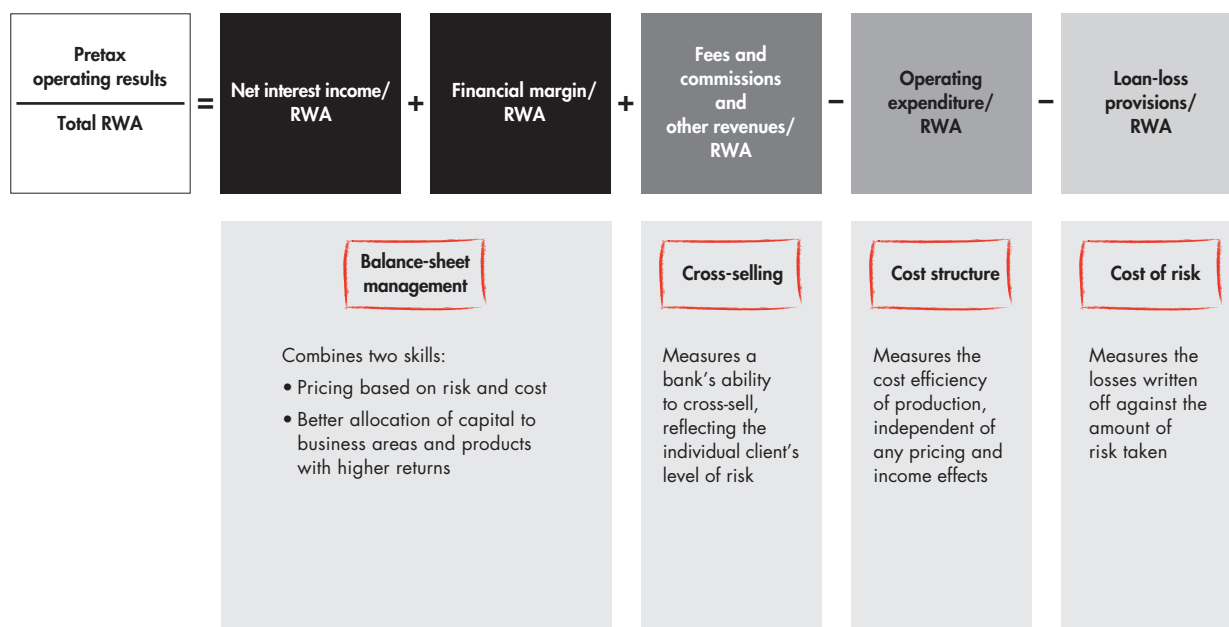 Pretax
operating results
Total RWA
=
Net interest income/
RWA
+
Financial margin/
RWA
+
Fees and
commissions
and
other revenues/
RWA
–
Operating
expenditure/
RWA
–
Loan-loss
provisions/
RWA
Balance-sheet
management
Combines two skills:
• Pricing based on risk and cost
• Better allocation of capital to
business areas and products
with higher returns
Cross-selling
Measures a
bank’s ability
to cross-sell,
reflecting the
individual client’s
level of risk
Cost structure
Measures the
cost efficiency
of production,
independent of
any pricing and
income effects
Cost of risk
Measures the
losses written
off against the
amount of
risk taken